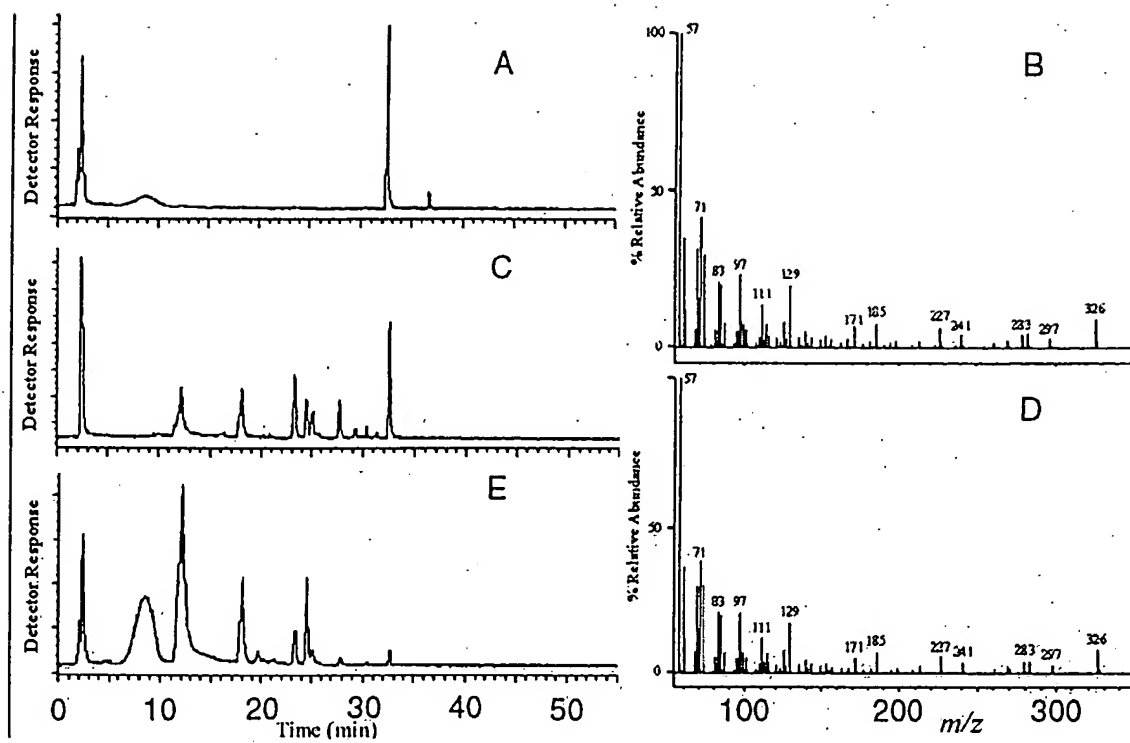 Detector Response
A
C
Detector Response
E
Detector Response
0 10 20 30 40 50
Time (min)
% Relative Abundance
100
50
0
57
B
71
83
97
111
129
171
185
227
241
283
297
326
% Relative Abundance
50
0
57
D
71
83
97
111
129
171
185
227
241
283
297
326
100 200 300
m/z